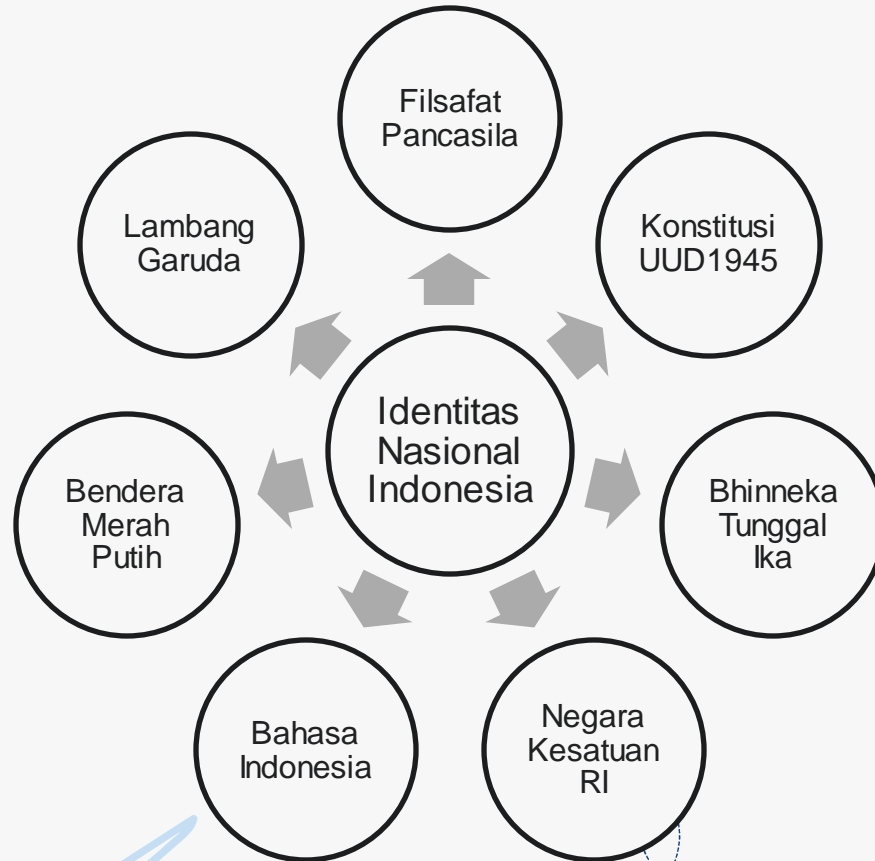 Filsafat
Pancasila
Lambang
Garuda
Konstitusi
UUD1945
Identitas
Nasional
Indonesia
Bendera
Merah
Putih
Bhinneka
Tunggal
Ika
Bahasa
Indonesia
Negara
Kesatuan
RI